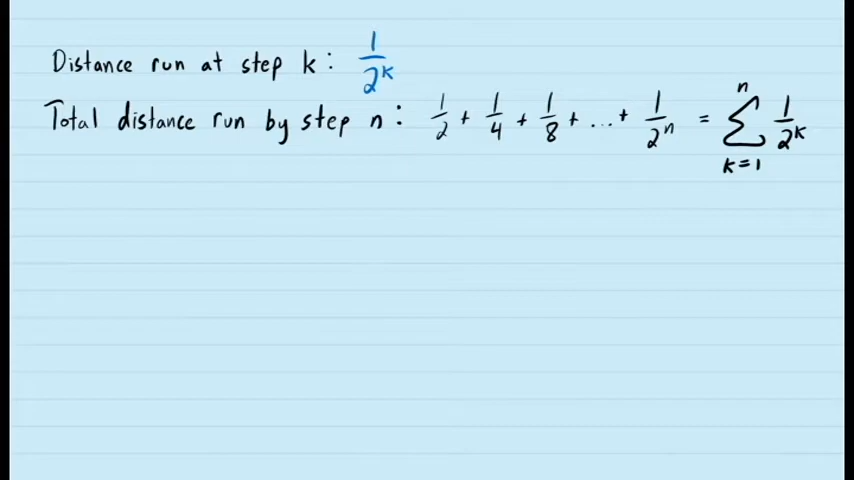 Distance run at step k: 1/2^k
Total distance run by step n: 1/2 + 1/4 + 1/8 + ... + 1/2^n = ∑_{k=1}^{n} 1/2^k